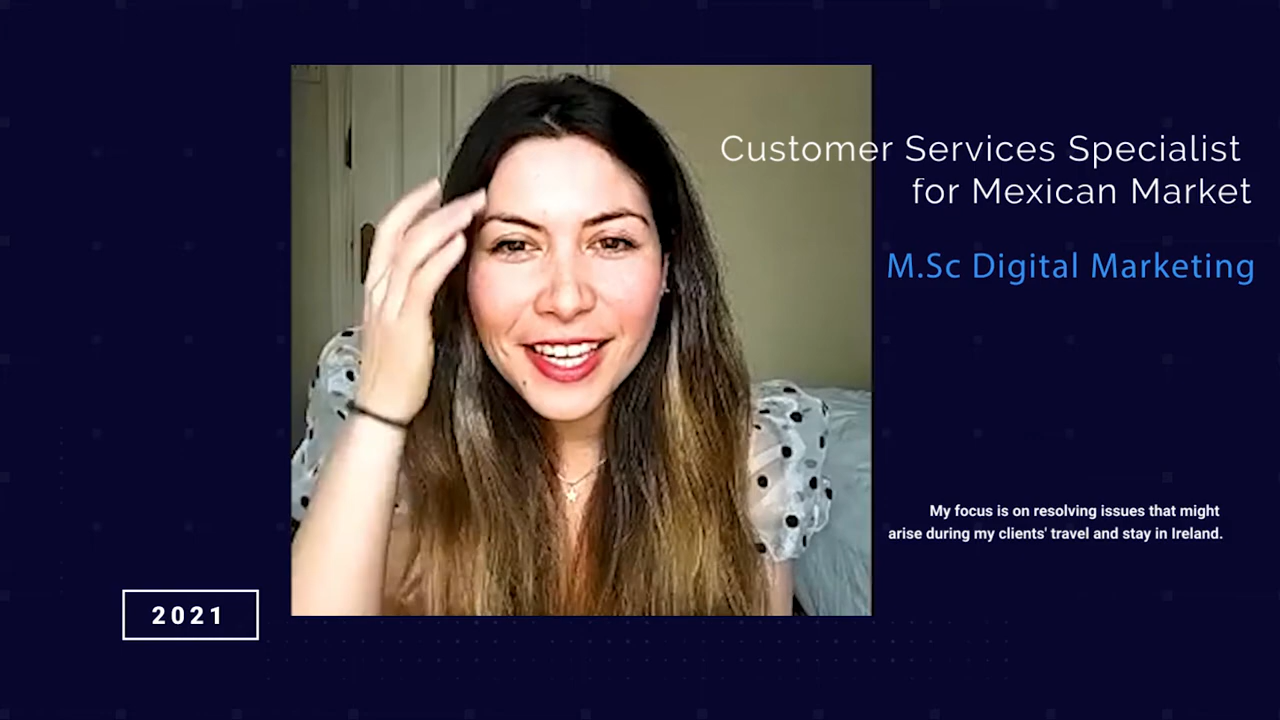 Customer Services Specialist
for Mexican Market
M.Sc Digital Marketing
My focus is on resolving issues that might
arise during my clients' travel and stay in Ireland.
2021